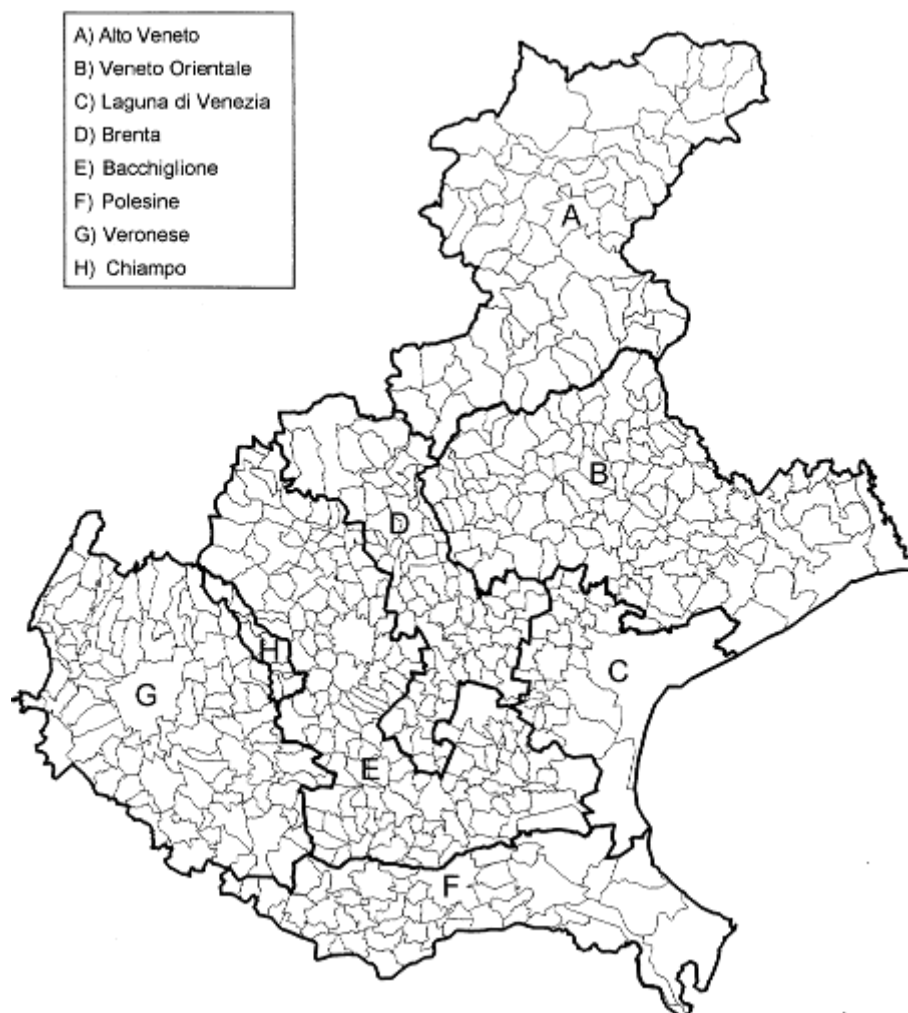 A) Alto Veneto
B) Veneto Orientale
C) Laguna di Venezia
D) Brenta
E) Bacchiglione
F) Polesine
G) Veronese
H) Chiampo
A
B
D
H
C
G
E
F